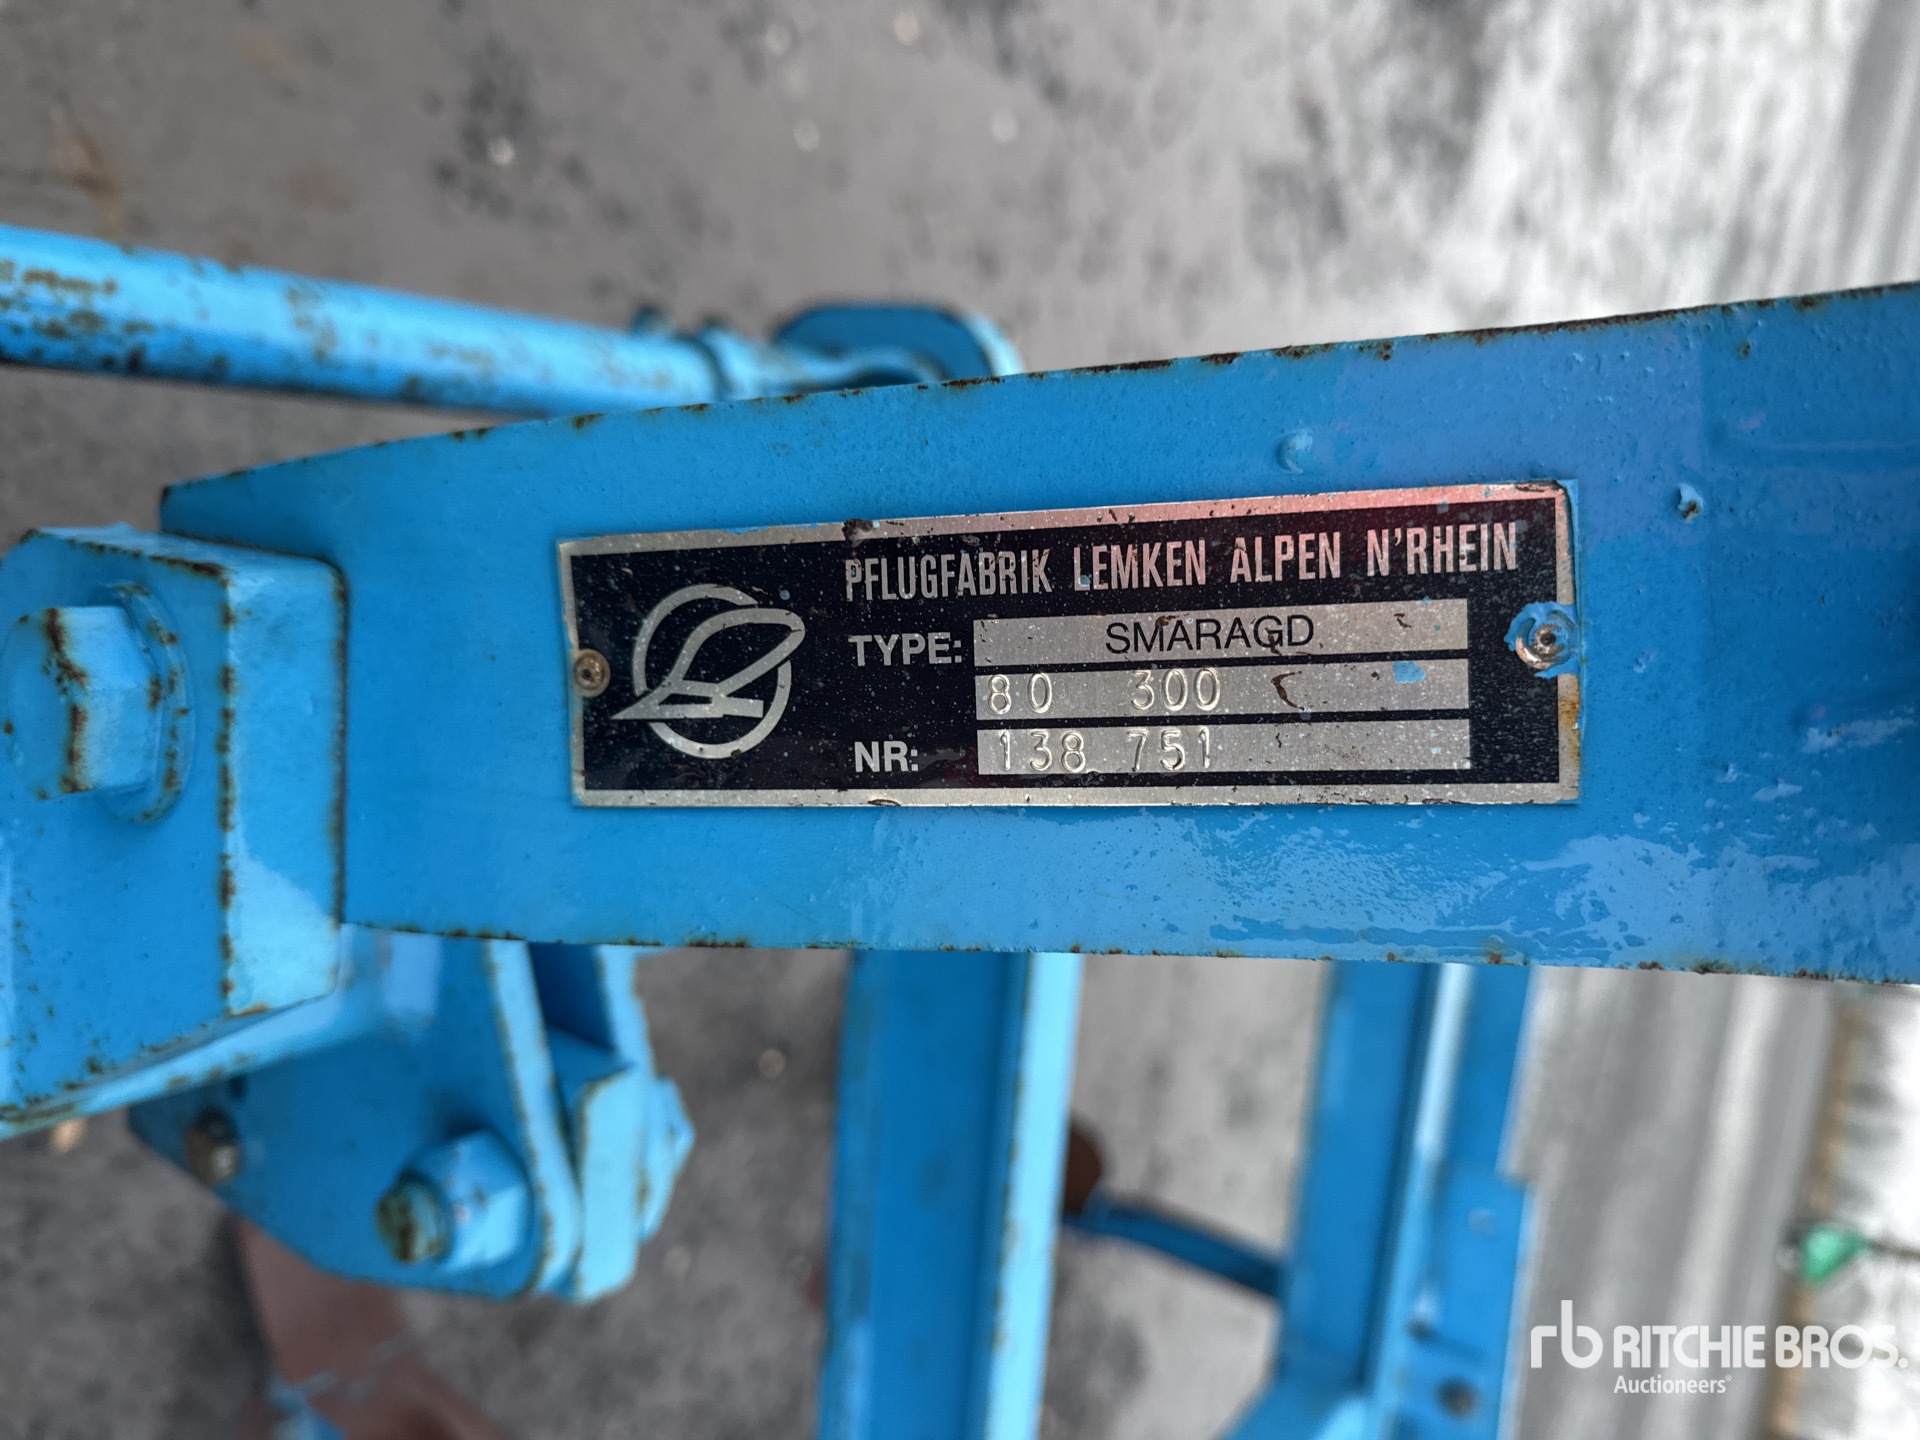 PFLUGFABRIK LEMKEN ALPEN N'RHEIN
TYPE: SMARAGD
80 300
NR: 138 751
rb RITCHIE BROS.
Auctioneers®